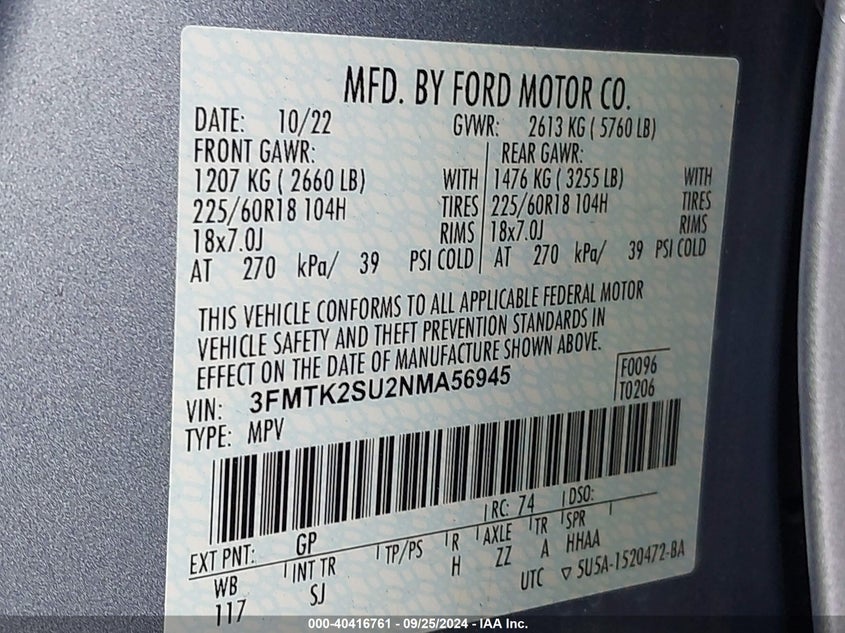 MFD. BY FORD MOTOR CO.
DATE: 10/22 GVWR: 2613 KG ( 5760 LB)
FRONT GAWR: REAR GAWR:
1207 KG ( 2660 LB) WITH 1476 KG ( 3255 LB) WITH
225/60R18 104H TIRES 225/60R18 104H TIRES
18x7.0J RIMS 18x7.0J RIMS
AT 270 kPa/ 39 PSI COLD AT 270 kPa/ 39 PSI COLD
THIS VEHICLE CONFORMS TO ALL APPLICABLE FEDERAL MOTOR
VEHICLE SAFETY AND THEFT PREVENTION STANDARDS IN
EFFECT ON THE DATE OF MANUFACTURE SHOWN ABOVE.
VIN: 3FMTK2SU2NMA56945 F0096
TYPE: MPV T0206
RC: 74 DSO:
EXT PNT: GP
WB INT TR TP/PS R AXLE TR SPR
117 SJ H ZZ A HHAA
UTC ▽ 5U5A-1520472-BA
000-40416761 - 09/25/2024 - IAA Inc.